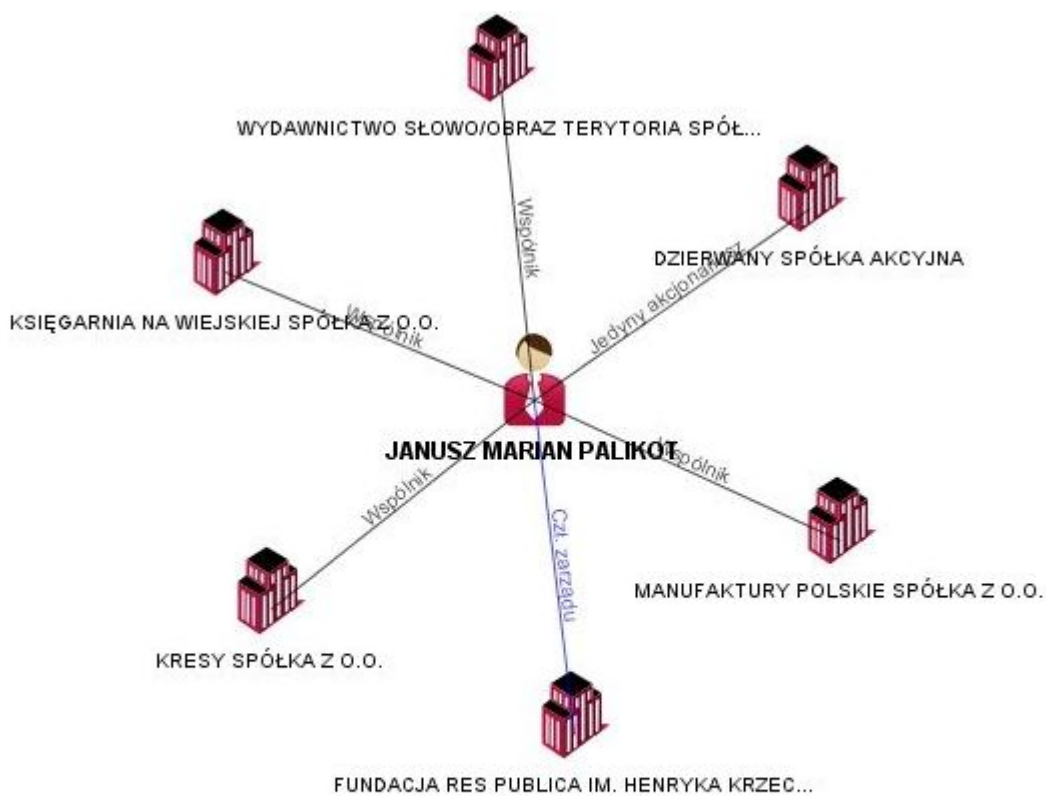 WYDAWNICTWO SŁOWO/OBRAZ TERYTORIA SPÓŁ...
Wspólnik
DZIERWANY SPÓŁKA AKCYJNA
Jedyny akcjonariusz
KSIĘGARNIA NA WIEJSKIEJ SPÓŁKA Z O.O.
Wspólnik
JANUSZ MARIAN PALIKOT
Wspólnik
Wspólnik
Czł. zarządu
MANUFAKTURY POLSKIE SPÓŁKA Z O.O.
KRESY SPÓŁKA Z O.O.
FUNDACJA RES PUBLICA IM. HENRYKA KRZEC...